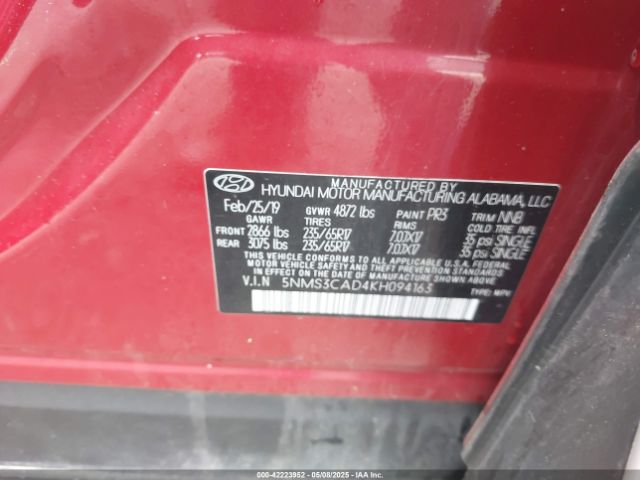 MANUFACTURED BY
HYUNDAI MOTOR MANUFACTURING ALABAMA, LLC
Feb/25/19 GVWR 4872 lbs PAINT PR3 TRIM NNB
GAWR TIRES RIMS COLD TIRE INFL
FRONT 2866 lbs 235/65R17 7.0JX17 35 psi SINGLE
REAR 3075 lbs 235/65R17 7.0JX17 35 psi SINGLE
THIS VEHICLE CONFORMS TO ALL APPLICABLE U.S.A. FEDERAL
MOTOR VEHICLE SAFETY, BUMPER, AND THEFT PREVENTION
STANDARDS IN EFFECT ON THE DATE OF MANUFACTURE SHOWN ABOVE.
V.I.N 5NMS3CAD4KH094163
TYPE: MPV
000-42223952 05/08/2025 IAA Inc.